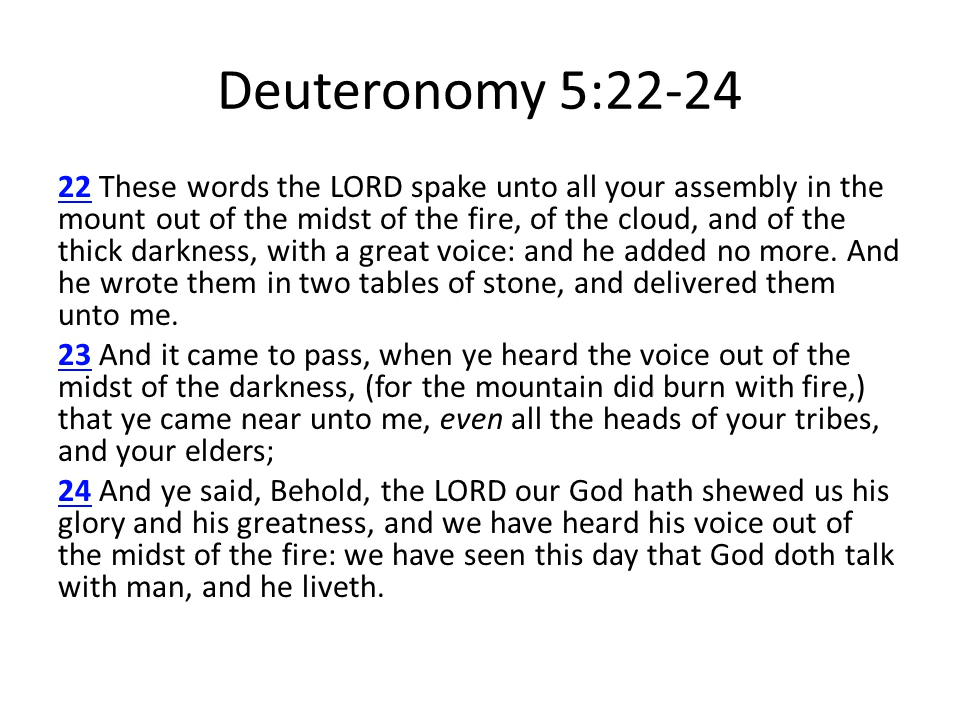 Deuteronomy 5:22-24
22 These words the LORD spake unto all your assembly in the
mount out of the midst of the fire, of the cloud, and of the
thick darkness, with a great voice: and he added no more. And
he wrote them in two tables of stone, and delivered them
unto me.
23 And it came to pass, when ye heard the voice out of the
midst of the darkness, (for the mountain did burn with fire,)
that ye came near unto me, even all the heads of your tribes,
and your elders;
24 And ye said, Behold, the LORD our God hath shewed us his
glory and his greatness, and we have heard his voice out of
the midst of the fire: we have seen this day that God doth talk
with man, and he liveth.